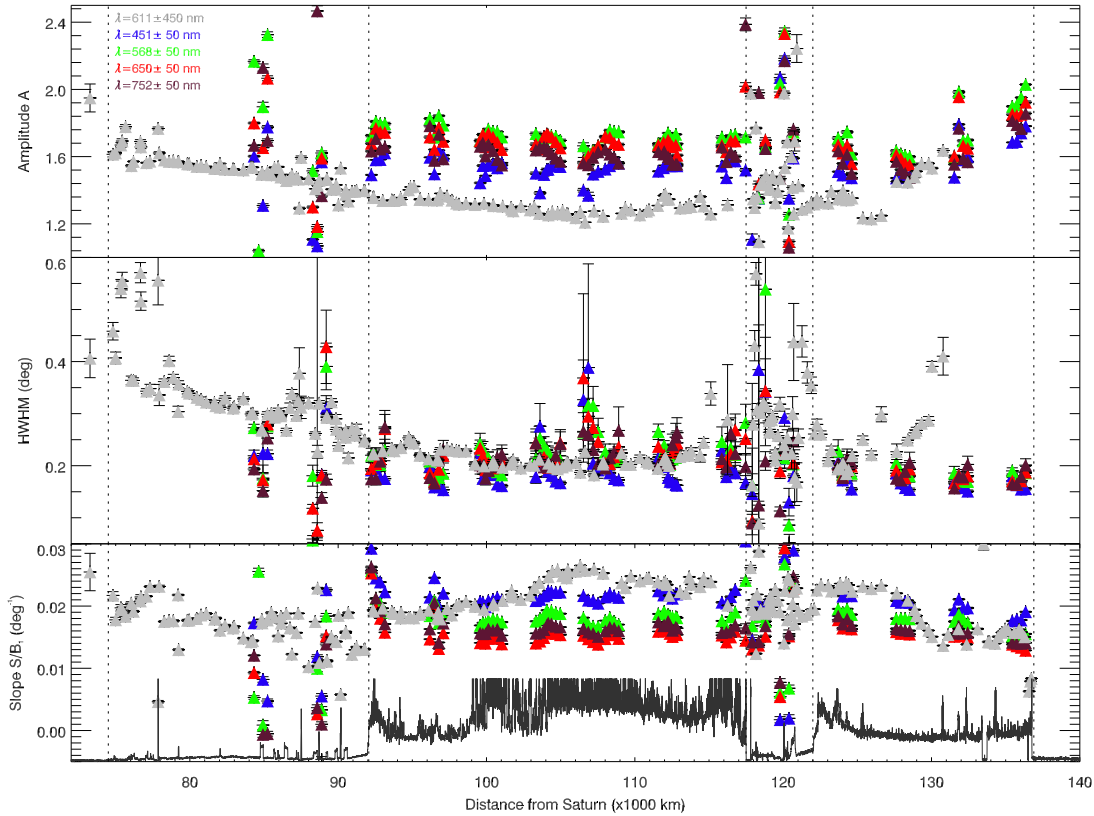 2.4
2.0
1.6
1.2
Amplitude A
λ=611±450 nm
λ=451± 50 nm
λ=568± 50 nm
λ=650± 50 nm
λ=752± 50 nm
0.6
0.4
0.2
HWHM (deg)
0.03
0.02
0.01
0.00
Slope S/B, (deg⁻¹)
80 90 100 110 120 130 140
Distance from Saturn (x1000 km)